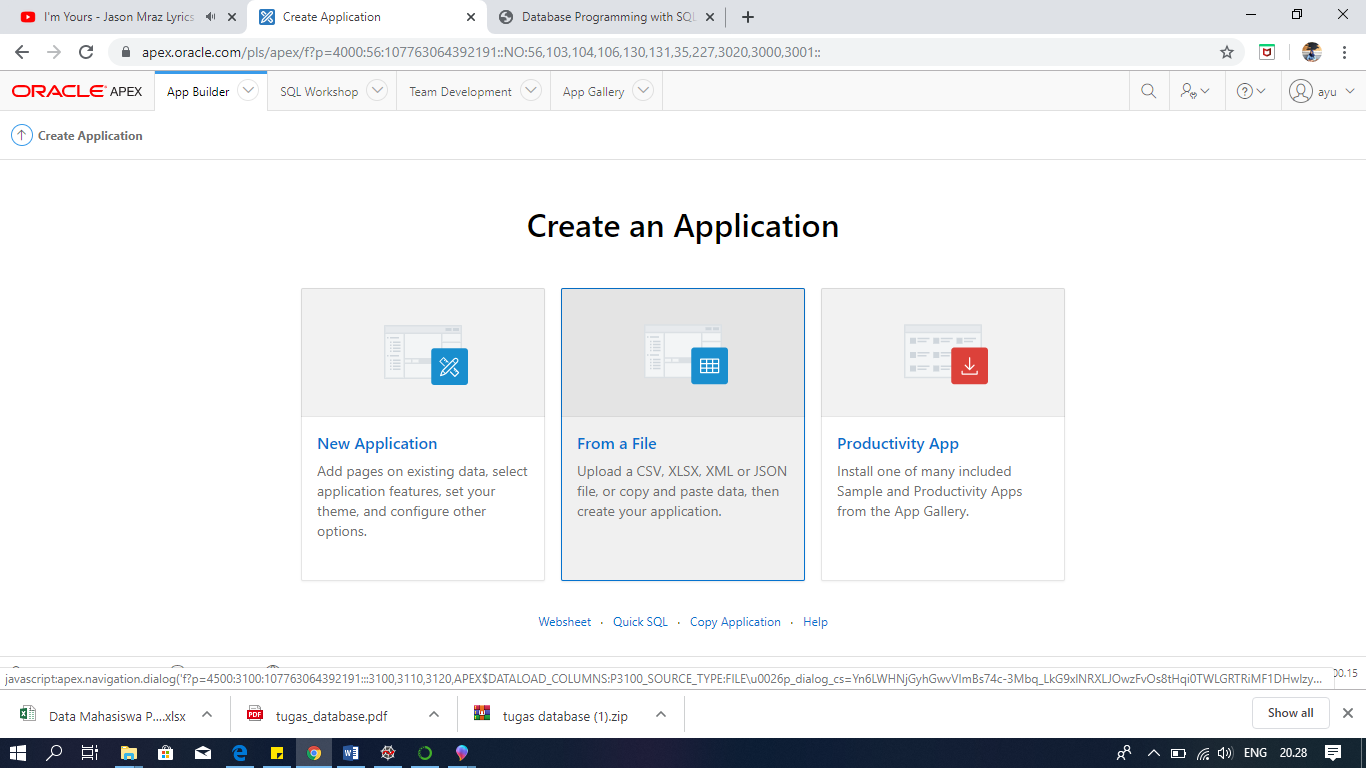 I'm Yours - Jason Mraz Lyrics
Create Application
Database Programming with SQL
apex.oracle.com/pls/apex/f?p=4000:56:107763064392191::NO:56,103,104,106,130,131,35,227,3020,3000,3001::
ORACLE APEX
App Builder
SQL Workshop
Team Development
App Gallery
ayu
Create Application
Create an Application
New Application
Add pages on existing data, select
application features, set your
theme, and configure other
options.
From a File
Upload a CSV, XLSX, XML or JSON
file, or copy and paste data, then
create your application.
Productivity App
Install one of many included
Sample and Productivity Apps
from the App Gallery.
Websheet · Quick SQL · Copy Application · Help
javascript:apex.navigation.dialog('f?p=4500:3100:107763064392191:::3100,3110,3120,APEX$DATALOAD_COLUMNS:P3100_SOURCE_TYPE:FILE\u0026p_dialog_cs=Yn6LWHNjGyhGwvVImBs74c-3Mbq_LkG9xlNRXLJOwzFvOs8tHqi0TWLGRTRiMF1DHwIzy...
00.15
Data Mahasiswa P....xlsx
tugas_database.pdf
tugas database (1).zip
Show all
ENG
20.28